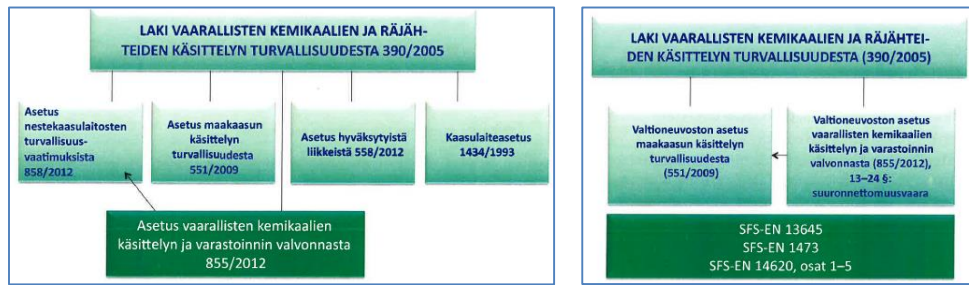 LAKI VAARALLISTEN KEMIKAALIEN JA RÄJÄH-
TEIDEN KÄSITTELYN TURVALLISUUDESTA 390/2005
Asetus
nestekaasulaitosten
turvallisuus-
vaatimuksista
858/2012
Asetus maakaasun
käsittelyn
turvallisuudesta
551/2009
Asetus hyväksytyistä
liikkeistä 558/2012
Kaasulaiteasetus
1434/1993
Asetus vaarallisten kemikaalien
käsittelyn ja varastoinnin valvonnasta
855/2012
LAKI VAARALLISTEN KEMIKAALIEN JA RÄJÄHTEI-
DEN KÄSITTELYN TURVALLISUUDESTA (390/2005)
Valtioneuvoston asetus
maakaasun käsittelyn
turvallisuudesta
(551/2009)
Valtioneuvoston asetus
vaarallisten kemikaalien
käsittelyn ja varastoinnin
valvonnasta (855/2012),
13–24 §:
suuronnettomuusvaara
SFS-EN 13645
SFS-EN 1473
SFS-EN 14620, osat 1–5